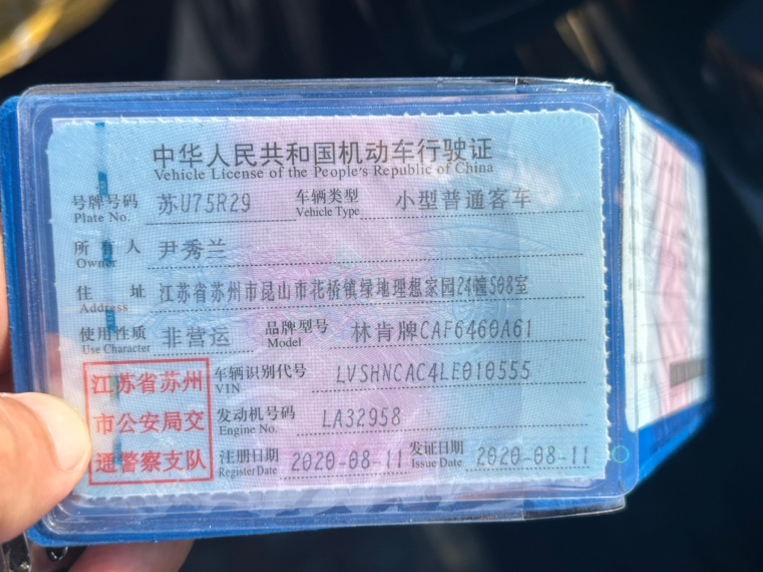 中华人民共和国机动车行驶证
Vehicle License of the People's Republic of China
号牌号码 苏U75R29 车辆类型 小型普通客车
Plate No. Vehicle Type
所有人 尹秀兰
Owner
住址 江苏省苏州市昆山市花桥镇绿地理想家园24幢508室
Address
使用性质 非营运 品牌型号 林肯牌CAF6460A61
Use Character Model
江苏省苏州 车辆识别代号 LVSHNCAC4LE010555
VIN
市公安局交 发动机号码 LA32958
Engine No.
通警察支队 注册日期 2020-08-11 发证日期 2020-08-11
Register Date Issue Date